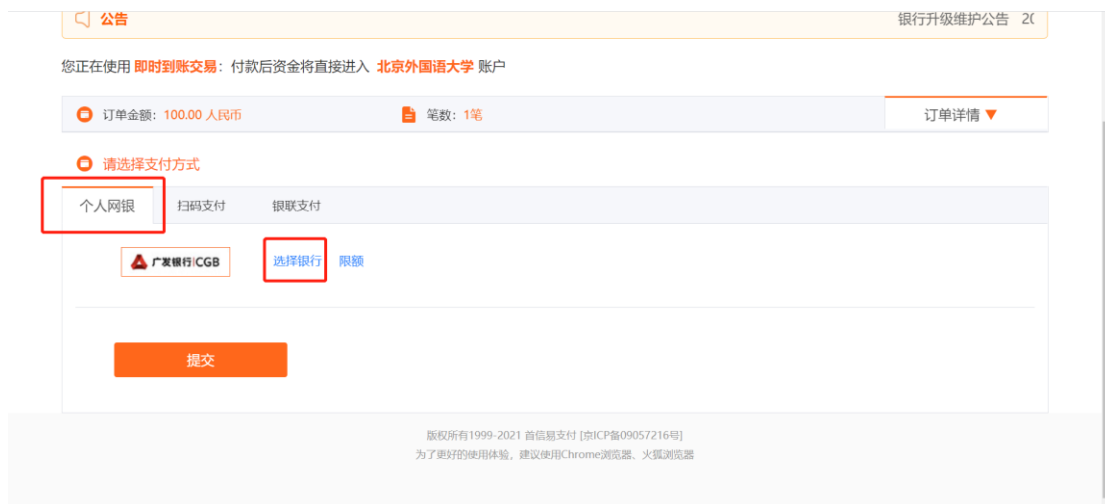 公告 银行升级维护公告 20
您正在使用 即时到账交易：付款后资金将直接进入 北京外国语大学 账户
订单金额：100.00 人民币 笔数：1笔 订单详情▼
请选择支付方式
个人网银 扫码支付 银联支付
广发银行|CGB 选择银行 限额
提交
版权所有1999-2021 首信易支付 [京ICP备09057216号]
为了更好的使用体验，建议使用Chrome浏览器、火狐浏览器